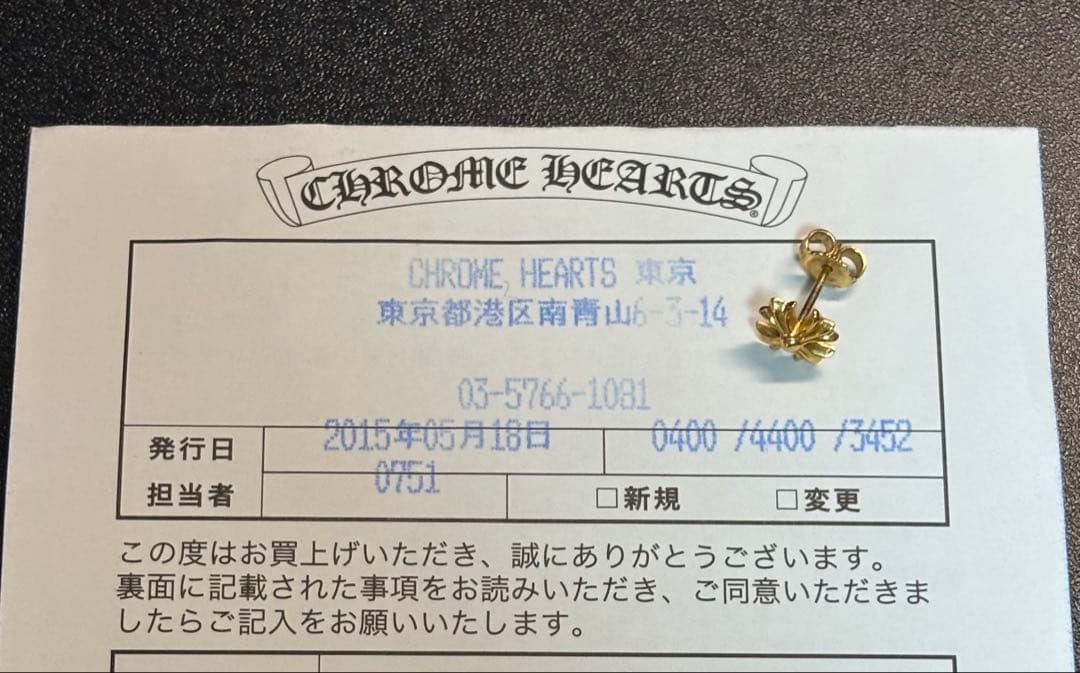 CHROME HEARTS®
CHROME HEARTS 東京
東京都港区南青山6-3-14
03-5766-1081
発行日 2015年05月18日 0400 /4400 /3452
担当者 0751 □新規 □変更
この度はお買上げいただき、誠にありがとうございます。
裏面に記載された事項をお読みいただき、ご同意いただきま
したらご記入をお願いいたします。